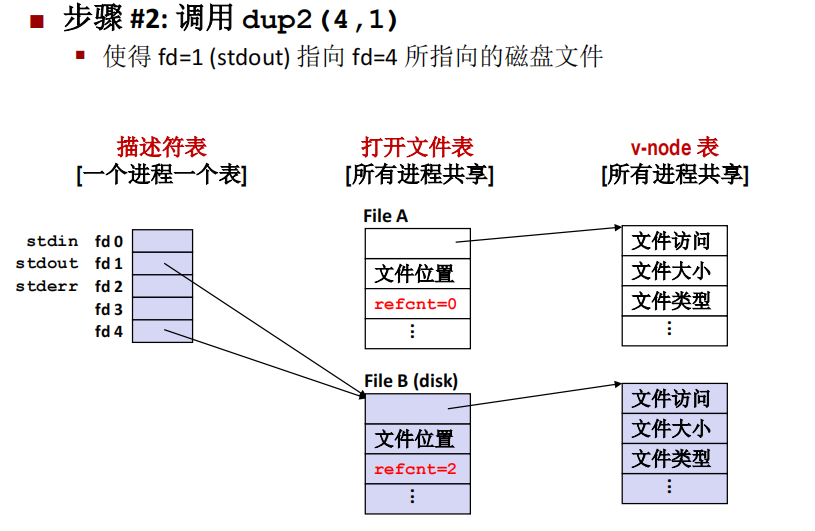 步骤 #2: 调用 dup2(4,1)
使得 fd=1 (stdout) 指向 fd=4 所指向的磁盘文件
描述符表
[一个进程一个表]
打开文件表
[所有进程共享]
v-node 表
[所有进程共享]
stdin fd 0
stdout fd 1
stderr fd 2
fd 3
fd 4
File A
文件位置
refcnt=0
⋮
文件访问
文件大小
文件类型
⋮
File B (disk)
文件位置
refcnt=2
⋮
文件访问
文件大小
文件类型
⋮